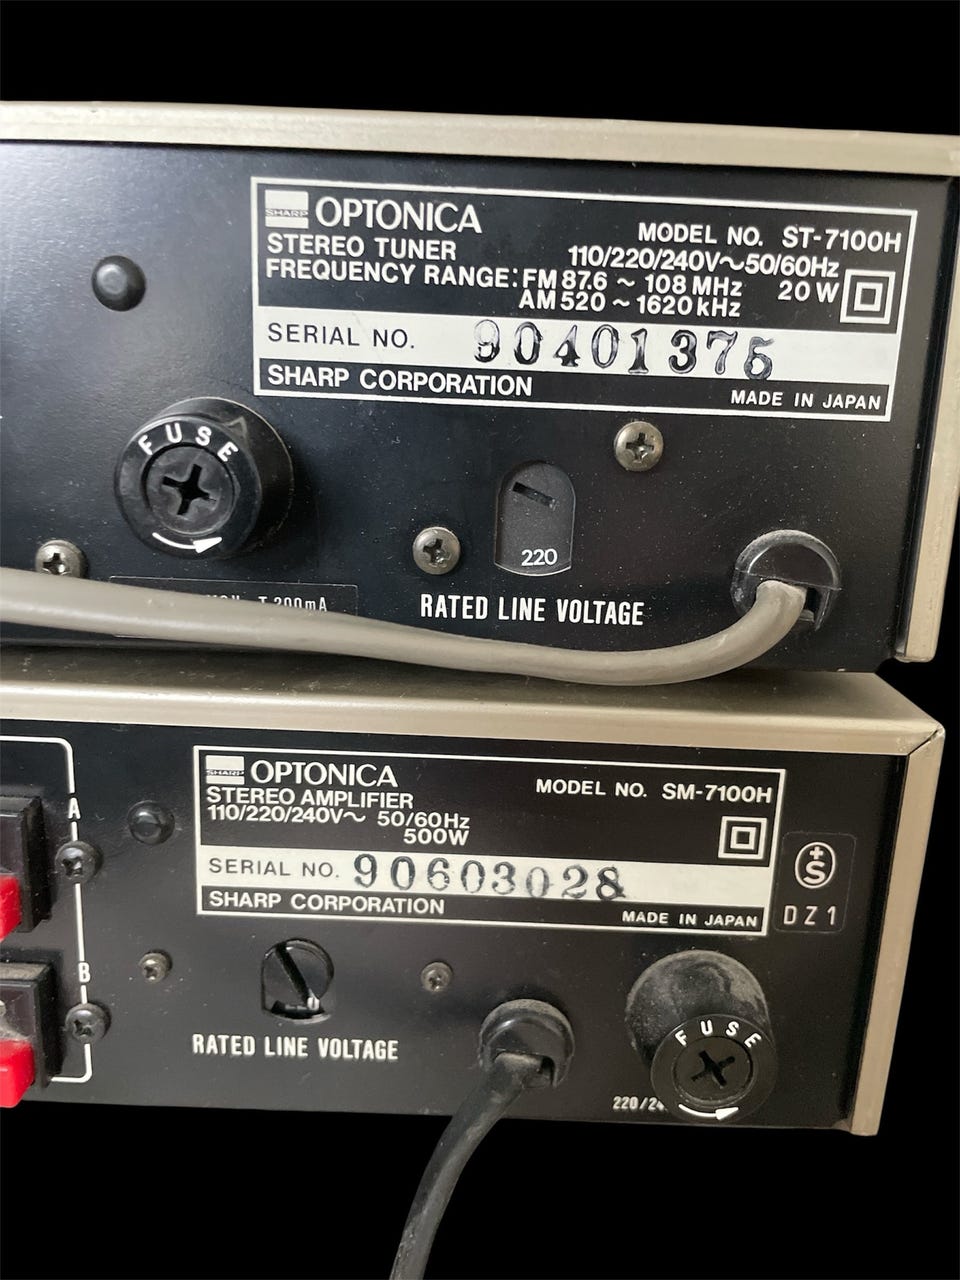 SHARP OPTONICA
STEREO TUNER
MODEL NO. ST-7100H
110/220/240V～50/60Hz
FREQUENCY RANGE: FM 87.6 ~ 108 MHz 20 W
AM 520 ~ 1620 kHz
SERIAL NO. 90401375
SHARP CORPORATION
MADE IN JAPAN
FUSE
220
T 200mA
RATED LINE VOLTAGE
SHARP OPTONICA
STEREO AMPLIFIER
MODEL NO. SM-7100H
110/220/240V～ 50/60Hz
500W
SERIAL NO. 90603028
SHARP CORPORATION
MADE IN JAPAN
A
B
+S
DZ1
RATED LINE VOLTAGE
FUSE